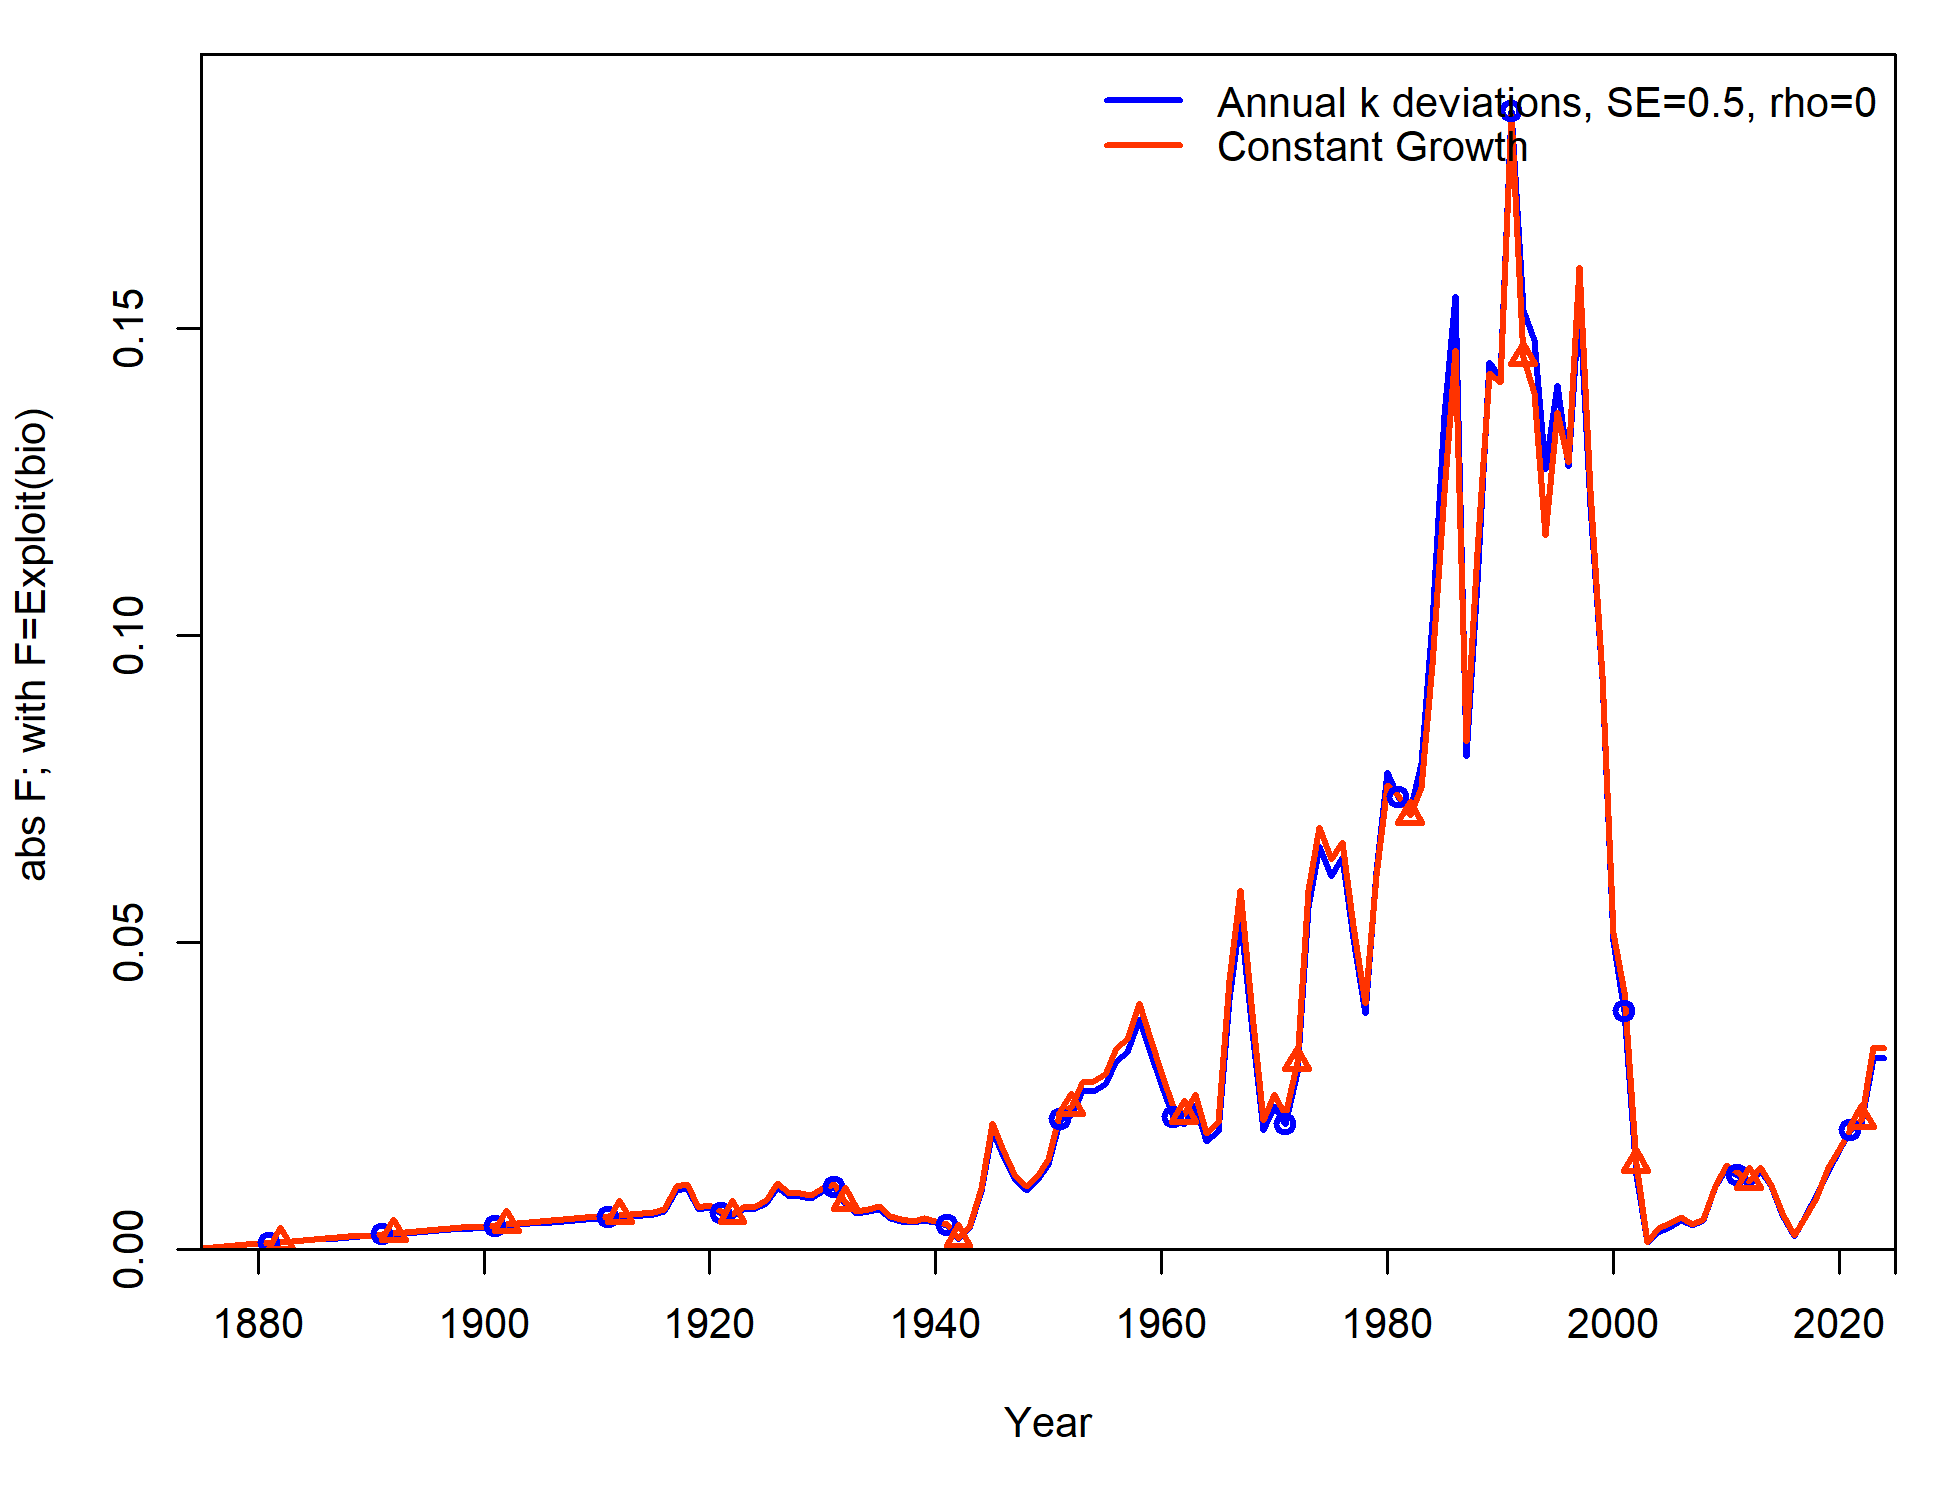 Annual k deviations, SE=0.5, rho=0
Constant Growth
abs F; with F=Exploit(bio)
0.15
0.10
0.05
0.00
1880 1900 1920 1940 1960 1980 2000 2020
Year